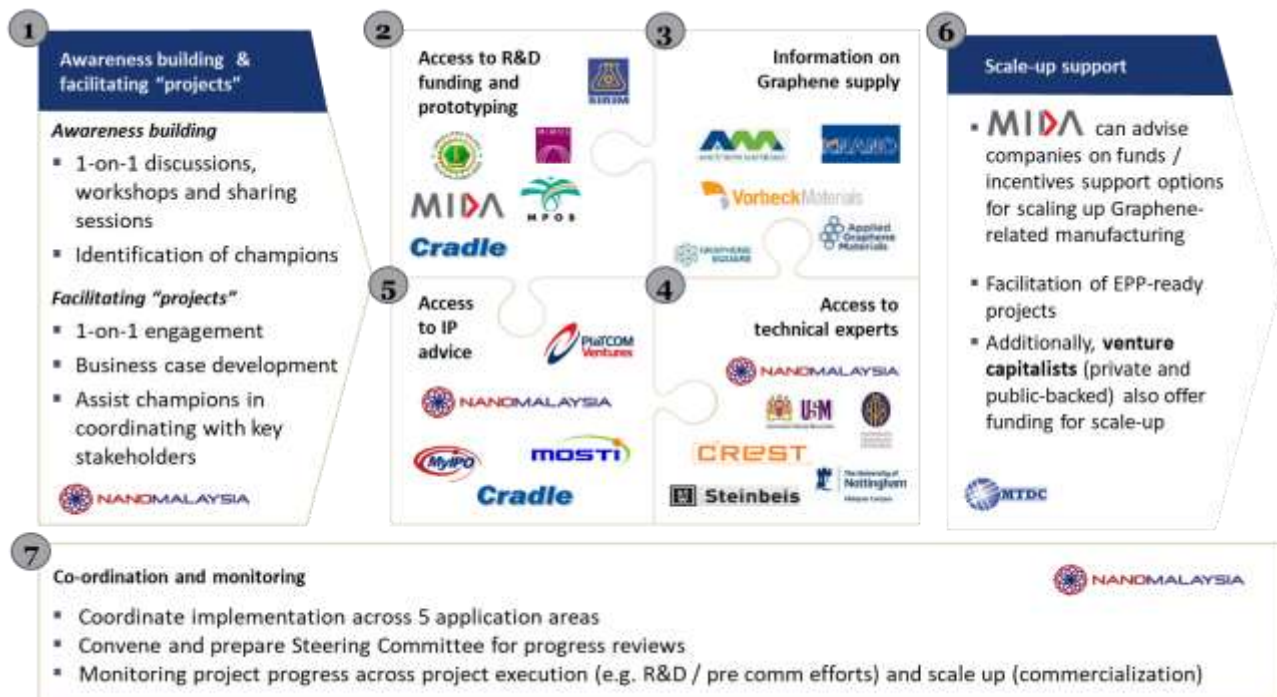 1
Awareness building &
facilitating “projects”
Awareness building
▪ 1-on-1 discussions,
workshops and sharing
sessions
▪ Identification of champions
Facilitating “projects”
▪ 1-on-1 engagement
▪ Business case development
▪ Assist champions in
coordinating with key
stakeholders
NANOMALAYSIA
2
Access to R&D
funding and
prototyping
SIRIM
MIMOS
MIDA
MPOB
Cradle
3
Information on
Graphene supply
Vorbeck Materials
Applied
Graphene
Materials
GRAPHENE
SQUARE
5
Access
to IP
advice
PlaTCOM
Ventures
NANOMALAYSIA
MyIPO
mosti
Cradle
4
Access to
technical experts
NANOMALAYSIA
USM
CREST
Steinbeis
The University of
Nottingham
6
Scale-up support
▪ MIDA can advise
companies on funds /
incentives support options
for scaling up Graphene-
related manufacturing
▪ Facilitation of EPP-ready
projects
▪ Additionally, venture
capitalists (private and
public-backed) also offer
funding for scale-up
MTDC
7
Co-ordination and monitoring
NANOMALAYSIA
▪ Coordinate implementation across 5 application areas
▪ Convene and prepare Steering Committee for progress reviews
▪ Monitoring project progress across project execution (e.g. R&D / pre comm efforts) and scale up (commercialization)